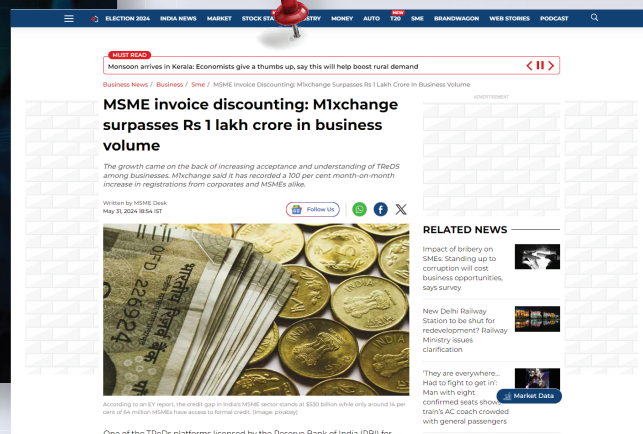 ELECTION 2024 INDIA NEWS MARKET STOCK STA STRY MONEY AUTO T20 SME BRANDWAGON WEB STORIES PODCAST
NEW
MUST READ
Monsoon arrives in Kerala: Economists give a thumbs up, say this will help boost rural demand
Business News / Business / Sme / MSME Invoice Discounting: M1xchange Surpasses Rs 1 Lakh Crore In Business Volume
MSME invoice discounting: M1xchange
surpasses Rs 1 lakh crore in business
volume
The growth came on the back of increasing acceptance and understanding of TReDS
among businesses. M1xchange said it has recorded a 100 per cent month-on-month
increase in registrations from corporates and MSMEs alike.
Written by MSME Desk
May 31, 2024 18:54 IST
Follow Us
OFD 226924
भारतीय रिज़र्व बैंक
INDIA
INDIA
According to an EY report, the credit gap in India's MSME sector stands at $530 billion while only around 14 per
cent of 64 million MSMEs have access to formal credit. (Image: pixabay)
One of the TReDS platforms licensed by the Reserve Bank of India (RBI) for
ADVERTISEMENT
RELATED NEWS
Impact of bribery on
SMEs: Standing up to
corruption will cost
business opportunities,
says survey
New Delhi Railway
Station to be shut for
redevelopment? Railway
Ministry issues
clarification
'They are everywhere…
Had to fight to get in':
Man with eight
confirmed seats shows
train's AC coach crowded
with general passengers
Market Data